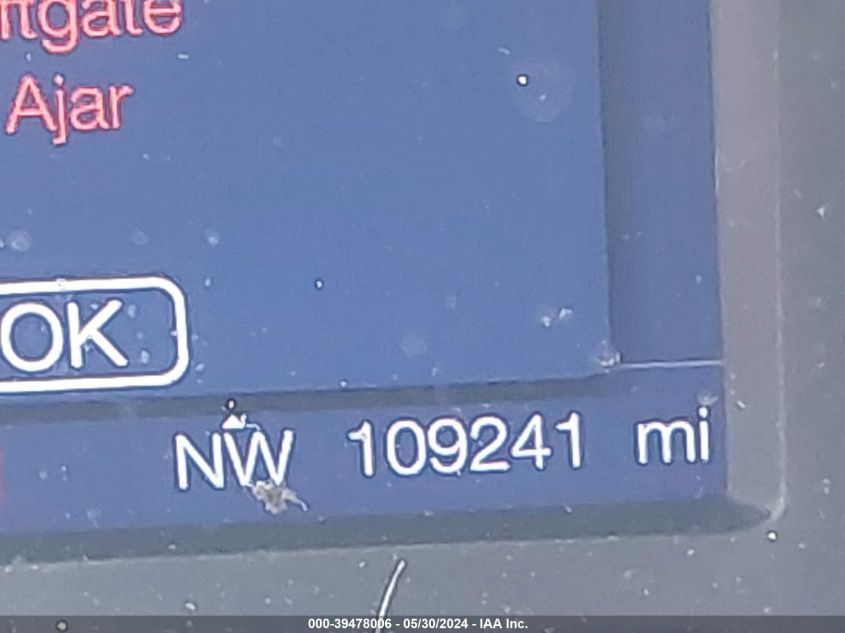 Ajar
OK
NW 109241 mi
000-39478006 - 05/30/2024 - IAA Inc.